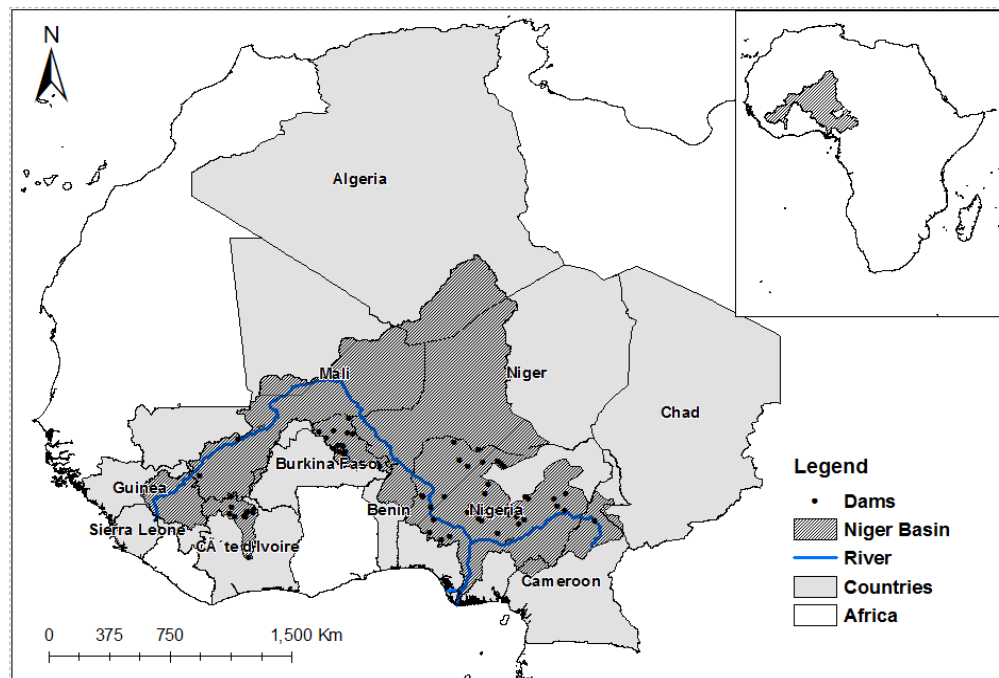 N
Algeria
Mali
Niger
Chad
Burkina Faso
Guinea
Benin
Nigeria
Sierra Leone
CÃ´te d'Ivoire
Cameroon
0 375 750 1,500 Km
Legend
Dams
Niger Basin
River
Countries
Africa